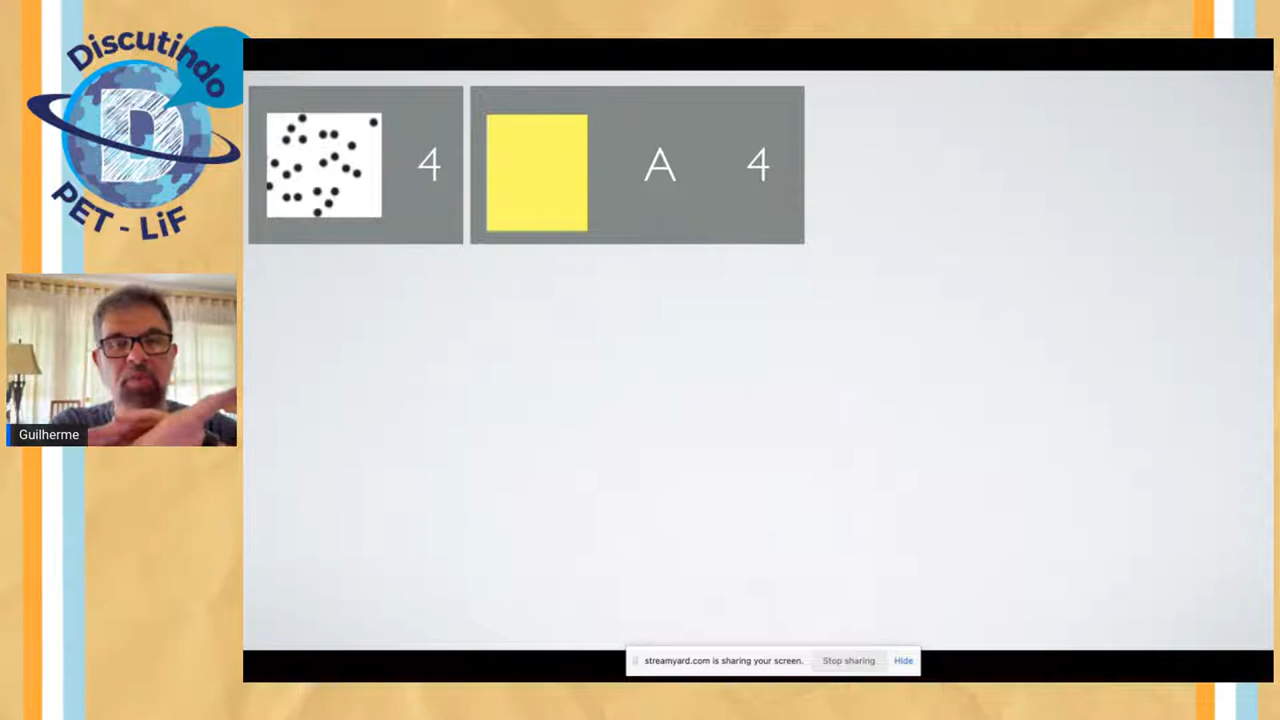 Discutindo
D
PET - LiF
4
A 4
Guilherme
streamyard.com is sharing your screen. Stop sharing Hide